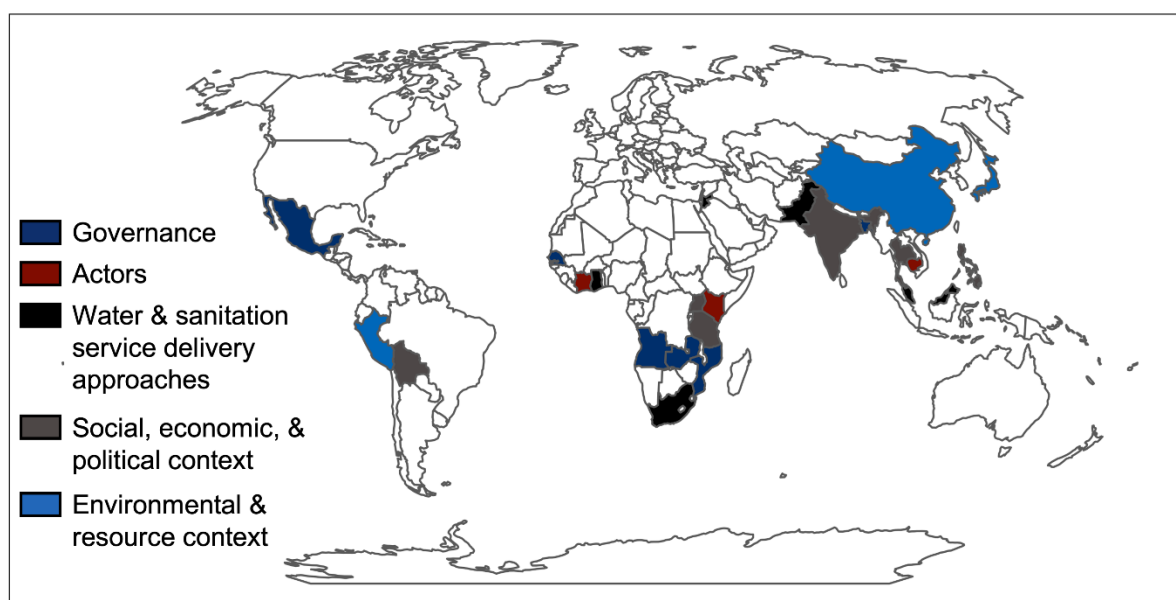 Governance
Actors
Water & sanitation
service delivery
approaches
Social, economic, &
political context
Environmental &
resource context